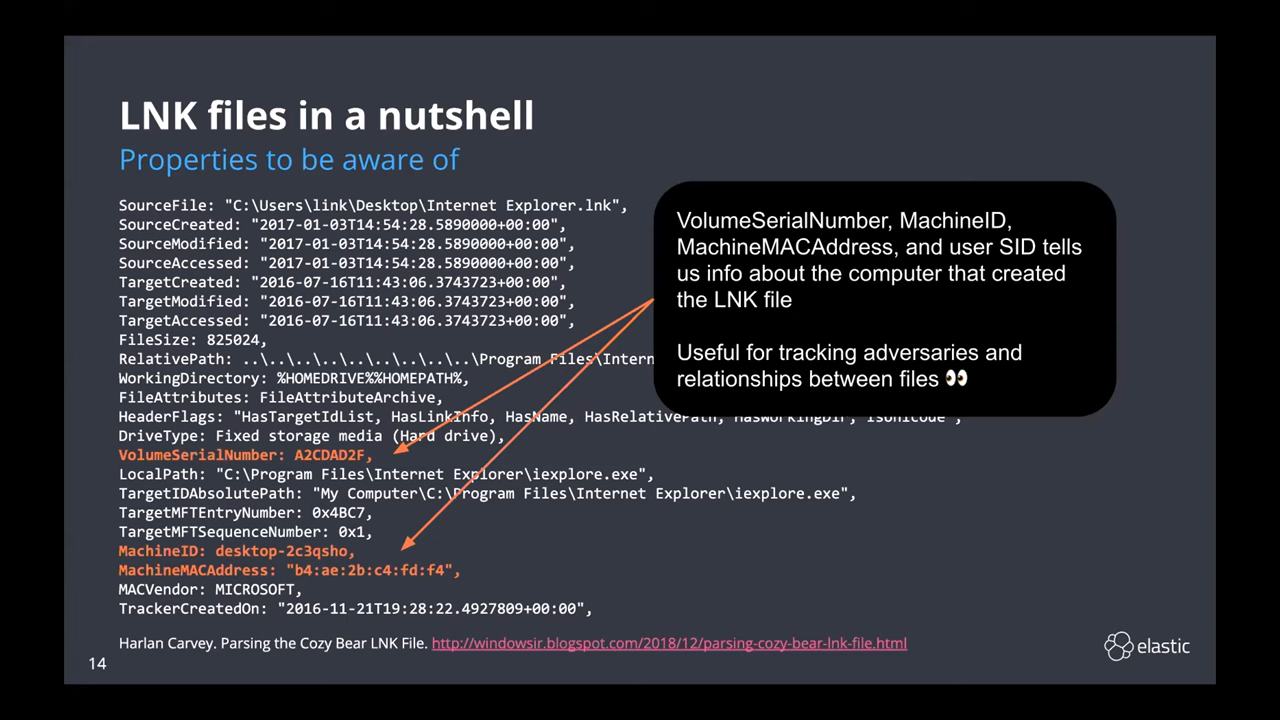 LNK files in a nutshell
Properties to be aware of
SourceFile: "C:\Users\link\Desktop\Internet Explorer.lnk",
SourceCreated: "2017-01-03T14:54:28.5890000+00:00",
SourceModified: "2017-01-03T14:54:28.5890000+00:00",
SourceAccessed: "2017-01-03T14:54:28.5890000+00:00",
TargetCreated: "2016-07-16T11:43:06.3743723+00:00",
TargetModified: "2016-07-16T11:43:06.3743723+00:00",
TargetAccessed: "2016-07-16T11:43:06.3743723+00:00",
FileSize: 825024,
RelativePath: ..\..\..\..\..\..\..\..\Program Files\Intern
WorkingDirectory: %HOMEDRIVE%%HOMEPATH%,
FileAttributes: FileAttributeArchive,
HeaderFlags: "HasTargetIdList, HasLinkInfo, HasName, HasRelativePath, HasWorkingDir, IsUnicode",
DriveType: Fixed storage media (Hard drive),
VolumeSerialNumber: A2CDAD2F,
LocalPath: "C:\Program Files\Internet Explorer\iexplore.exe",
TargetIDAbsolutePath: "My Computer\C:\Program Files\Internet Explorer\iexplore.exe",
TargetMFTEntryNumber: 0x4BC7,
TargetMFTSequenceNumber: 0x1,
MachineID: desktop-2c3qsho,
MachineMACAddress: "b4:ae:2b:c4:fd:f4",
MACVendor: MICROSOFT,
TrackerCreatedOn: "2016-11-21T19:28:22.4927809+00:00",
VolumeSerialNumber, MachineID,
MachineMACAddress, and user SID tells
us info about the computer that created
the LNK file
Useful for tracking adversaries and
relationships between files 👀
Harlan Carvey. Parsing the Cozy Bear LNK File. http://windowsir.blogspot.com/2018/12/parsing-cozy-bear-lnk-file.html
14
elastic